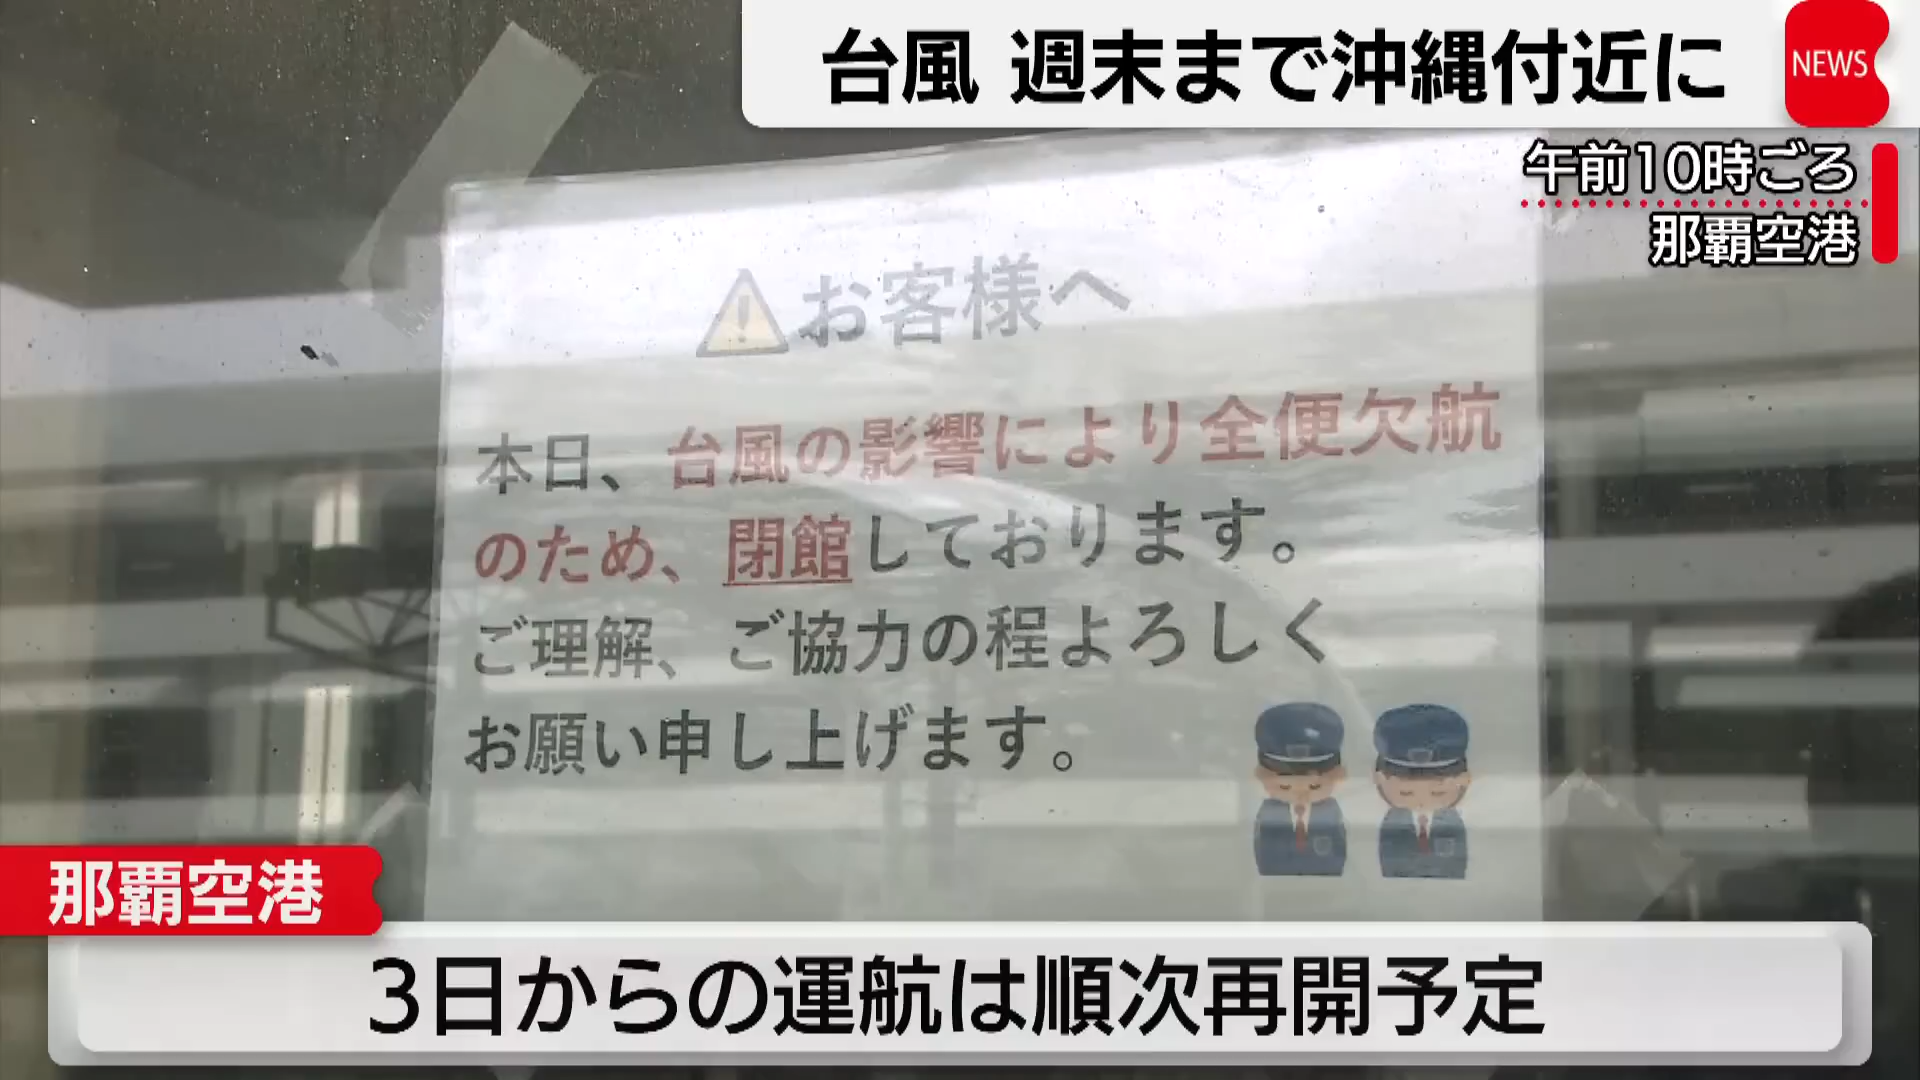 台風 週末まで沖縄付近に
NEWS
午前10時ごろ
那覇空港
お客様へ
本日、台風の影響により全便欠航
のため、閉館しております。
ご理解、ご協力の程よろしく
お願い申し上げます。
那覇空港
3日からの運航は順次再開予定